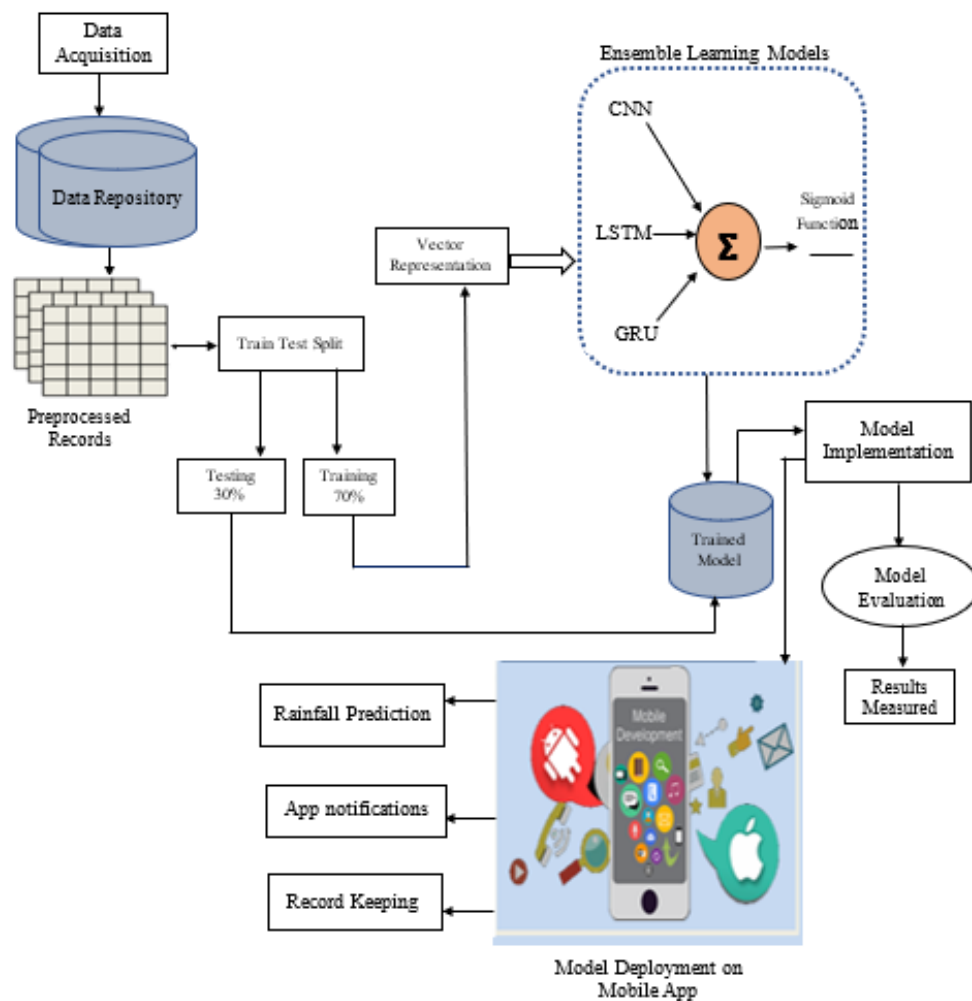 Data
Acquisition
Data Repository
Preprocessed
Records
Train Test Split
Testing
30%
Training
70%
Vector
Representation
Ensemble Learning Models
CNN
LSTM
GRU
Σ
Sigmoid
Function
Trained
Model
Model
Implementation
Model
Evaluation
Results
Measured
Rainfall Prediction
App notifications
Record Keeping
Mobile
Development
Model Deployment on
Mobile App